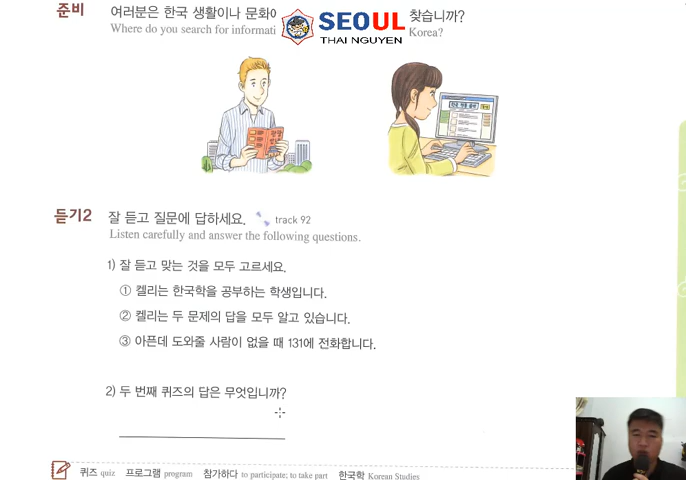 준비
여러분은 한국 생활이나 문화에
찾습니까?
Where do you search for informati
Korea?
SEOUL
THAI NGUYEN
듣기2
잘 듣고 질문에 답하세요.
track 92
Listen carefully and answer the following questions.
1) 잘 듣고 맞는 것을 모두 고르세요.
① 켈리는 한국학을 공부하는 학생입니다.
② 켈리는 두 문제의 답을 모두 알고 있습니다.
③ 아픈데 도와줄 사람이 없을 때 131에 전화합니다.
2) 두 번째 퀴즈의 답은 무엇입니까?
퀴즈 quiz 프로그램 program 참가하다 to participate; to take part 한국학 Korean Studies